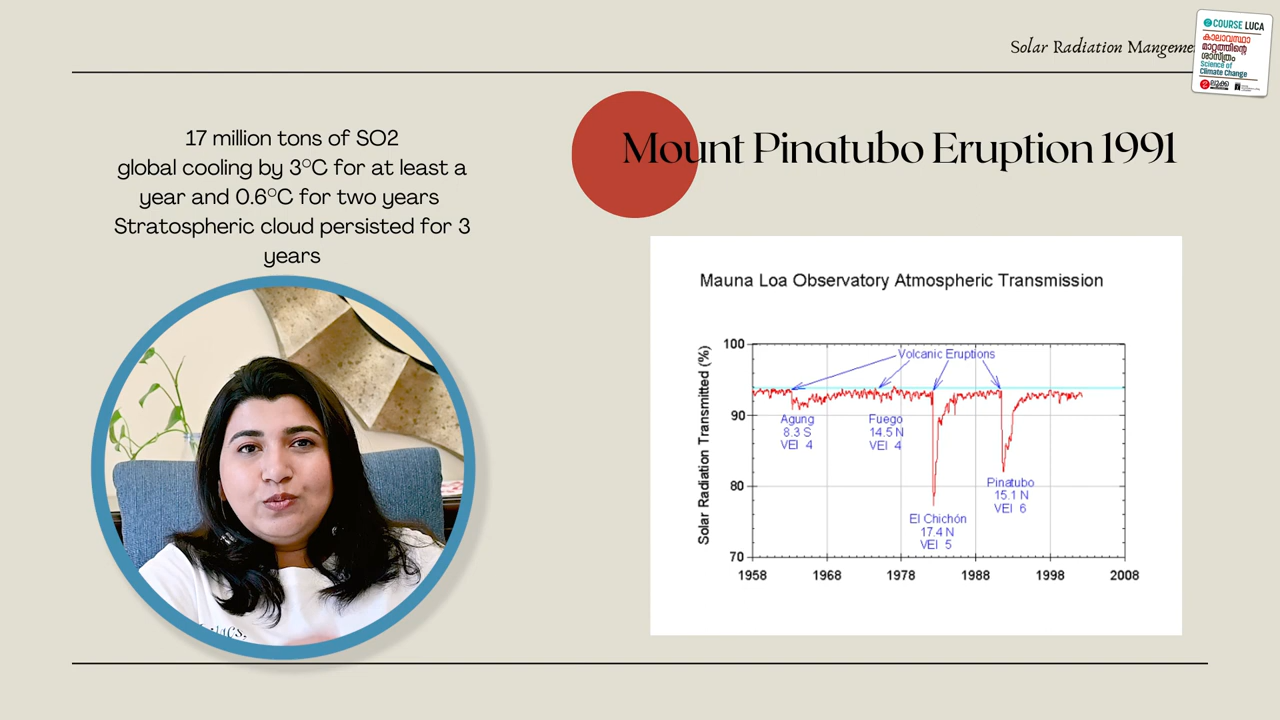 Solar Radiation Mangeme
COURSE LUCA
കാലാവസ്ഥാ
മാറ്റത്തിന്റെ
ശാസ്ത്രം
Science of
Climate Change
ലൂക്ക
Mount Pinatubo Eruption 1991
17 million tons of SO2
global cooling by 3°C for at least a
year and 0.6°C for two years
Stratospheric cloud persisted for 3
years
Mauna Loa Observatory Atmospheric Transmission
Solar Radiation Transmitted (%)
100
90
80
70
Volcanic Eruptions
Agung
8.3 S
VEI 4
Fuego
14.5 N
VEI 4
El Chichón
17.4 N
VEI 5
Pinatubo
15.1 N
VEI 6
1958 1968 1978 1988 1998 2008